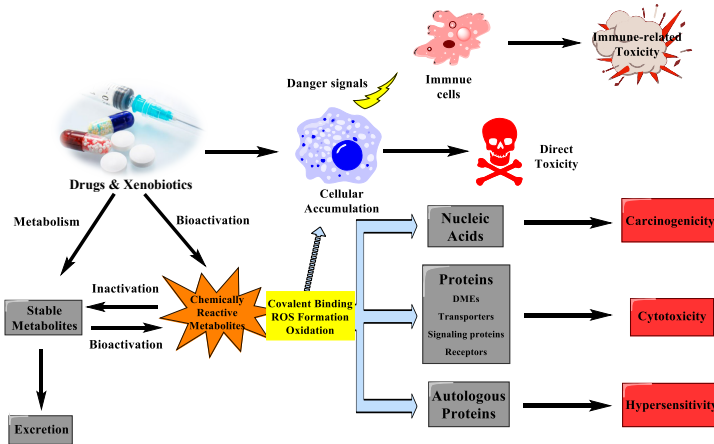 Immune-related
Toxicity
Immnue
cells
Danger signals
Direct
Toxicity
Drugs & Xenobiotics
Cellular
Accumulation
Metabolism
Bioactivation
Nucleic
Acids
Carcinogenicity
Inactivation
Stable
Metabolites
Bioactivation
Chemically
Reactive
Metabolites
Covalent Binding
ROS Formation
Oxidation
Proteins
DMEs
Transporters
Signaling proteins
Receptors
Cytotoxicity
Autologous
Proteins
Hypersensitivity
Excretion